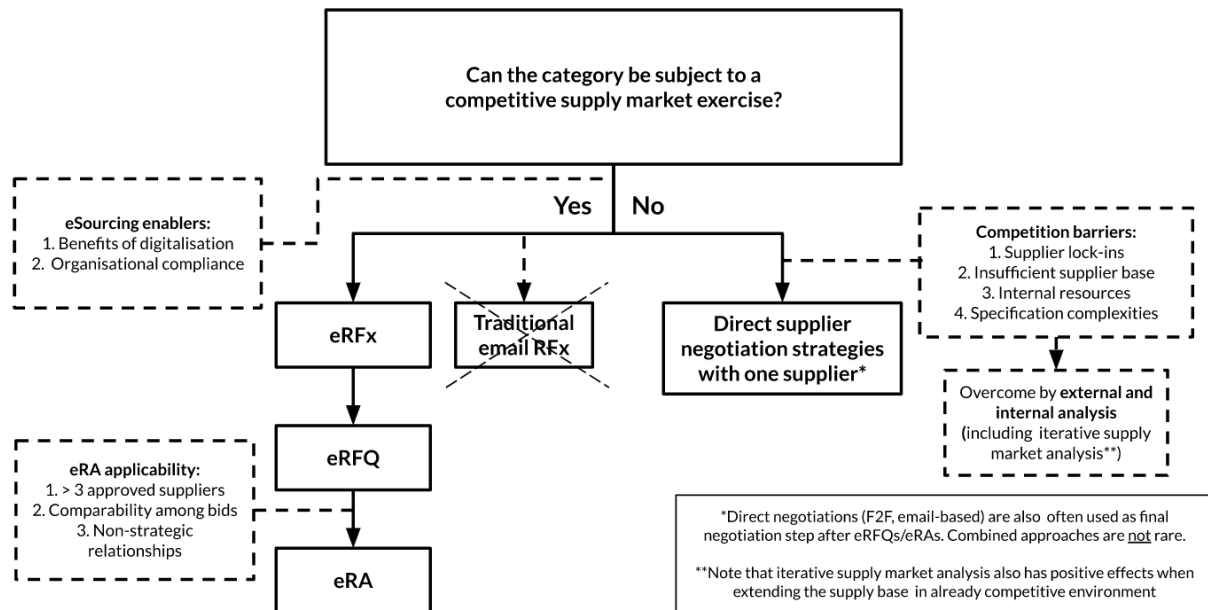 Can the category be subject to a
competitive supply market exercise?
Yes
No
eSourcing enablers:
1. Benefits of digitalisation
2. Organisational compliance
Competition barriers:
1. Supplier lock-ins
2. Insufficient supplier base
3. Internal resources
4. Specification complexities
eRFx
Traditional
email RFx
Direct supplier
negotiation strategies
with one supplier*
Overcome by external and
internal analysis
(including iterative supply
market analysis**)
eRFQ
eRA applicability:
1. > 3 approved suppliers
2. Comparability among bids
3. Non-strategic
relationships
eRA
*Direct negotiations (F2F, email-based) are also often used as final
negotiation step after eRFQs/eRAs. Combined approaches are not rare.
**Note that iterative supply market analysis also has positive effects when
extending the supply base in already competitive environment